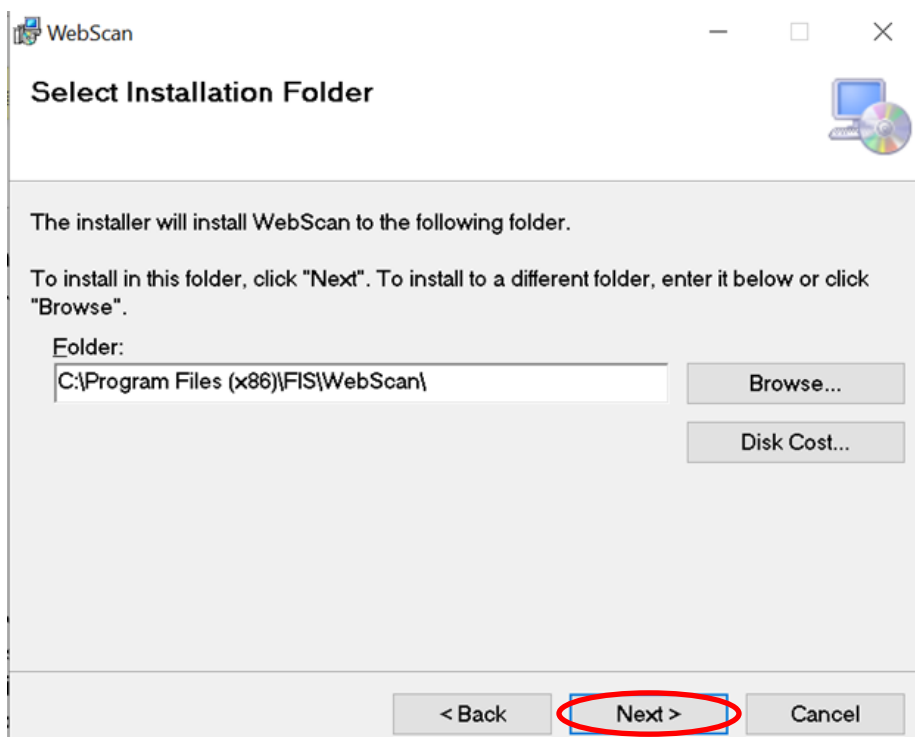 WebScan
Select Installation Folder
The installer will install WebScan to the following folder.
To install in this folder, click "Next". To install to a different folder, enter it below or click
"Browse".
Folder:
C:\Program Files (x86)\FIS\WebScan\
Browse...
Disk Cost...
< Back
Next >
Cancel